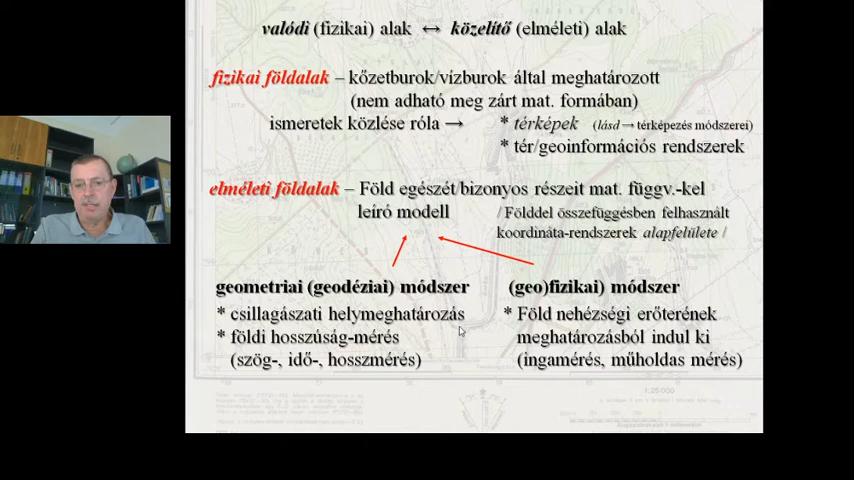 valódi (fizikai) alak ↔ közelítő (elméleti) alak
fizikai földalak – kőzetburok/vízburok által meghatározott
(nem adható meg zárt mat. formában)
ismeretek közlése róla → * térképek (lásd → térképezés módszerei)
* tér/geoinformációs rendszerek
elméleti földalak – Föld egészét/bizonyos részeit mat. függv.-kel
leíró modell / Földdel összefüggésben felhasznált
koordináta-rendszerek alapfelülete /
geometriai (geodéziai) módszer
* csillagászati helymeghatározás
* földi hosszúság-mérés
(szög-, idő-, hosszmérés)
(geo)fizikai módszer
* Föld nehézségi erőterének
meghatározásból indul ki
(ingamérés, műholdas mérés)
1:25 000